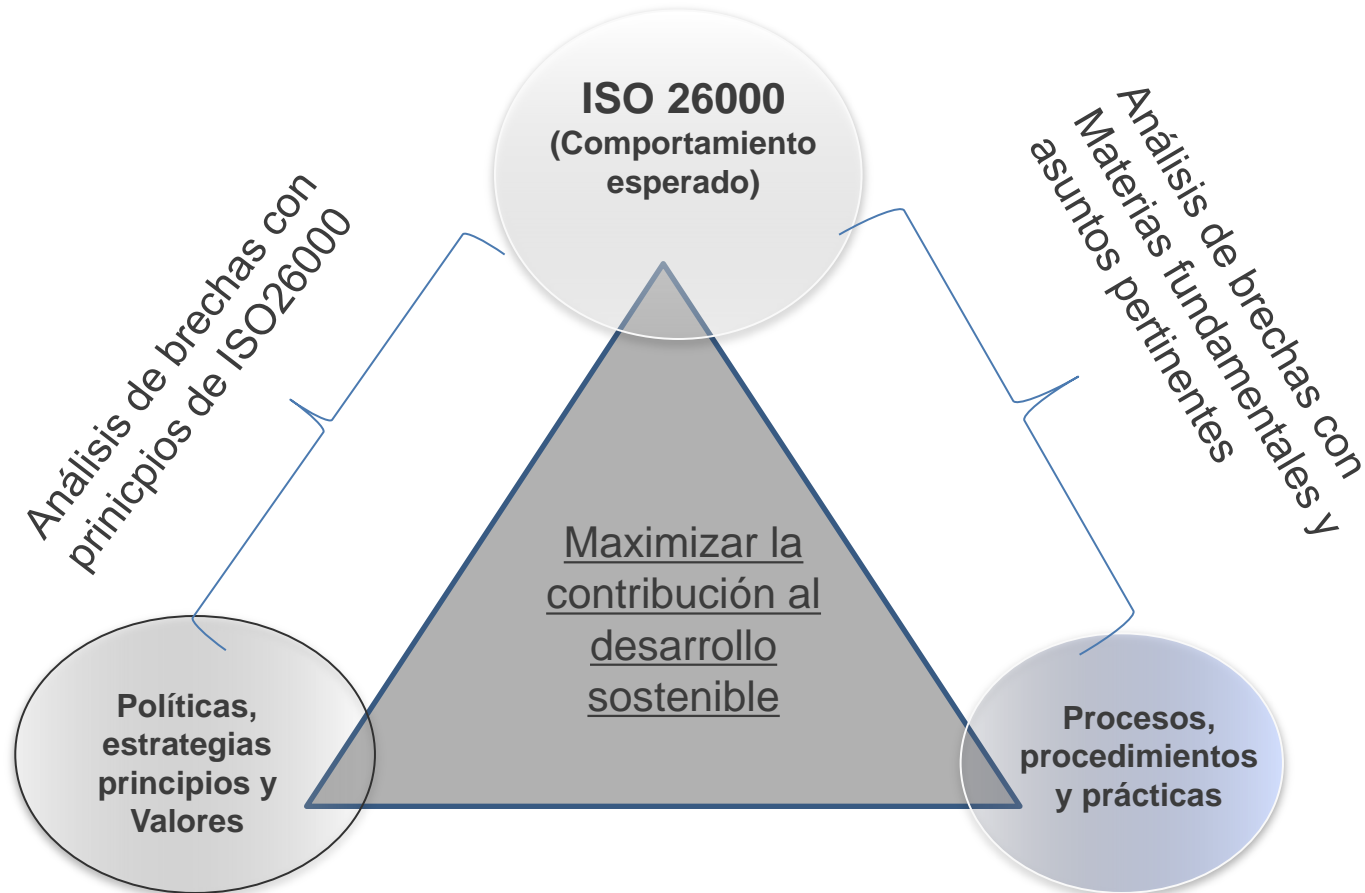 ISO 26000
(Comportamiento
esperado)
Análisis de brechas con
prinicpios de ISO26000
Análisis de brechas con
Materias fundamentales y
asuntos pertinentes
Maximizar la
contribución al
desarrollo
sostenible
Políticas,
estrategias
principios y
Valores
Procesos,
procedimientos
y prácticas